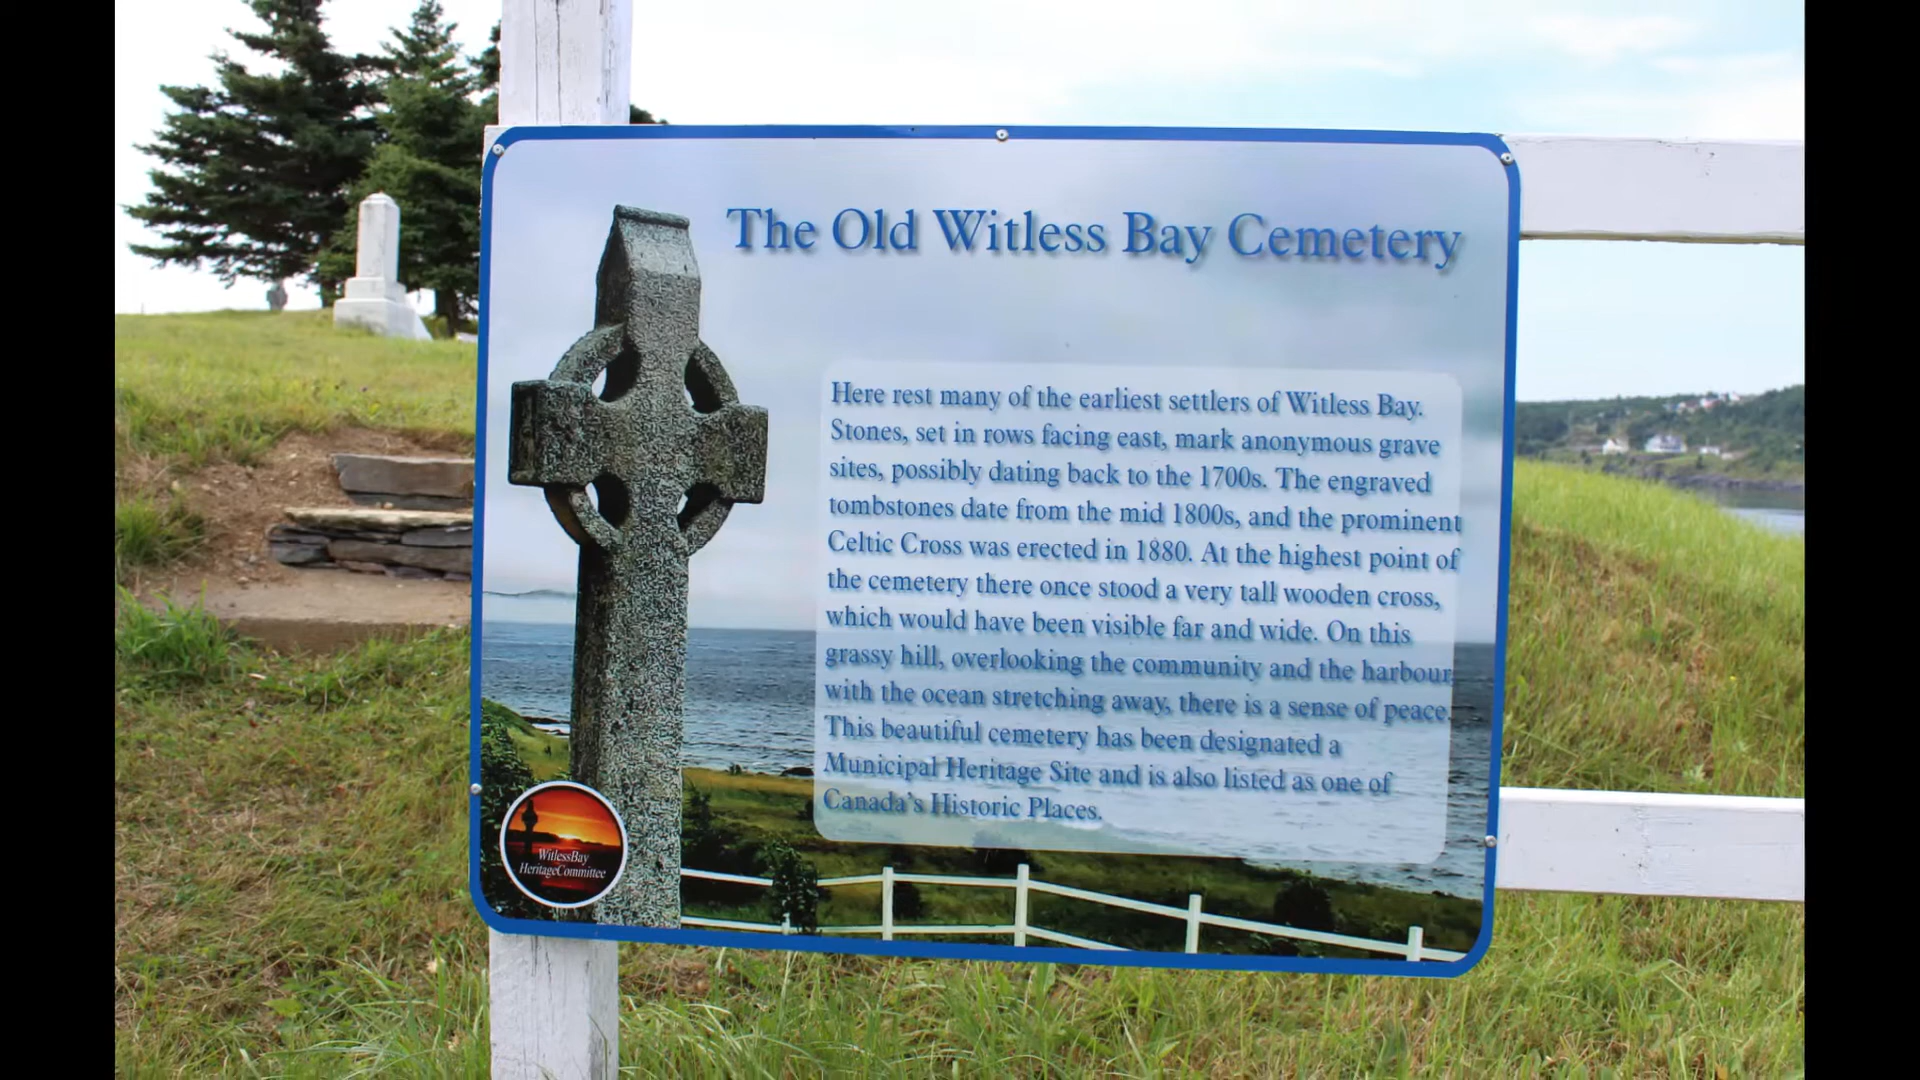 The Old Witless Bay Cemetery
Here rest many of the earliest settlers of Witless Bay.
Stones, set in rows facing east, mark anonymous grave
sites, possibly dating back to the 1700s. The engraved
tombstones date from the mid 1800s, and the prominent
Celtic Cross was erected in 1880. At the highest point of
the cemetery there once stood a very tall wooden cross,
which would have been visible far and wide. On this
grassy hill, overlooking the community and the harbour
with the ocean stretching away, there is a sense of peace.
This beautiful cemetery has been designated a
Municipal Heritage Site and is also listed as one of
Canada's Historic Places.
WitlessBay
HeritageCommittee